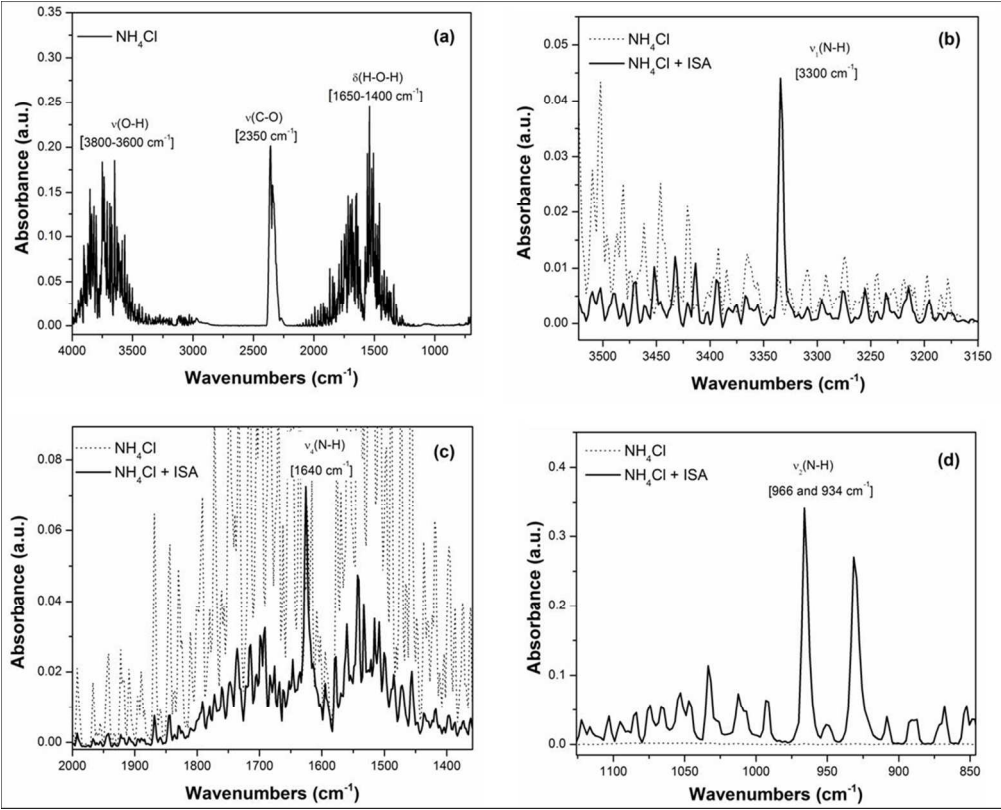 0.35
0.30
0.25
0.20
0.15
0.10
0.05
0.00
4000 3000 2000 1500 1000
Absorbance (a.u.)
Wavenumbers (cm⁻¹)
NH₄Cl
(a)
δ(H-O-H)
[1650-1400 cm⁻¹]
ν(O-H)
[3800-3600 cm⁻¹]
ν(C-O)
[2350 cm⁻¹]
0.05
0.04
0.03
0.02
0.01
0.00
3500 3450 3400 3350 3300 3250 3200 3150
Absorbance (a.u.)
Wavenumbers (cm⁻¹)
NH₄Cl
NH₄Cl + ISA
(b)
ν₁(N-H)
[3300 cm⁻¹]
0.08
0.06
0.04
0.02
0.00
2000 1900 1800 1700 1600 1500 1400
Absorbance (a.u.)
Wavenumbers (cm⁻¹)
NH₄Cl
NH₄Cl + ISA
(c)
ν₄(N-H)
[1640 cm⁻¹]
0.4
0.3
0.2
0.1
0.0
1100 1050 1000 950 900 850
Absorbance (a.u.)
Wavenumbers (cm⁻¹)
NH₄Cl
NH₄Cl + ISA
(d)
ν₂(N-H)
[966 and 934 cm⁻¹]